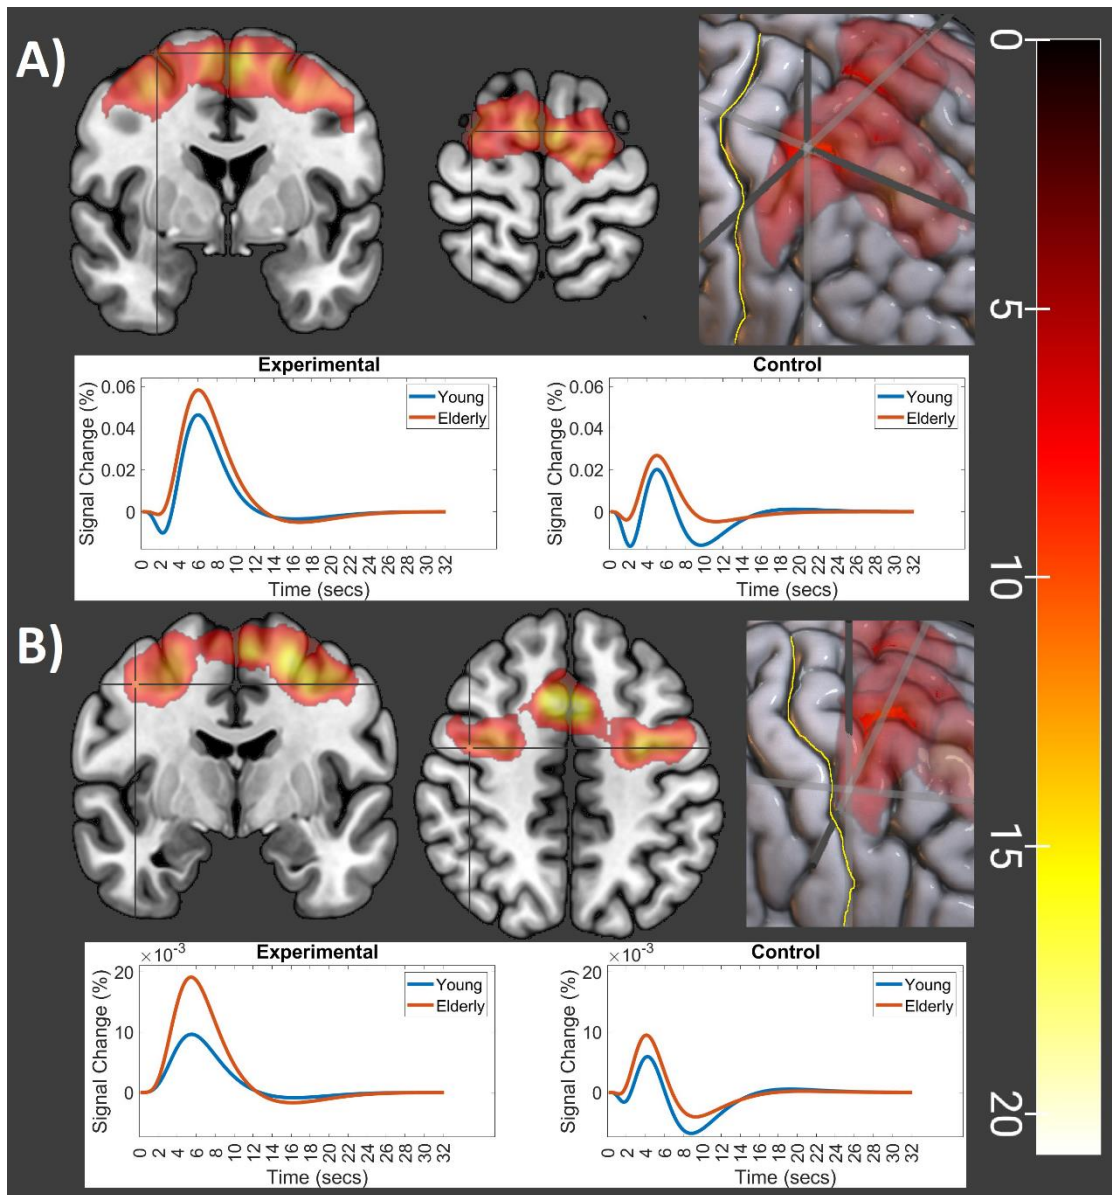 A)
0
5
10
15
20
Experimental
Control
0.06
0.04
0.02
0
Signal Change (%)
Young
Elderly
0 2 4 6 8 10 12 14 16 18 20 22 24 26 28 30 32
Time (secs)
0.06
0.04
0.02
0
Signal Change (%)
Young
Elderly
0 2 4 6 8 10 12 14 16 18 20 22 24 26 28 30 32
Time (secs)
B)
Experimental
Control
×10⁻³
20
10
0
Signal Change (%)
Young
Elderly
0 2 4 6 8 10 12 14 16 18 20 22 24 26 28 30 32
Time (secs)
×10⁻³
20
10
0
Signal Change (%)
Young
Elderly
0 2 4 6 8 10 12 14 16 18 20 22 24 26 28 30 32
Time (secs)